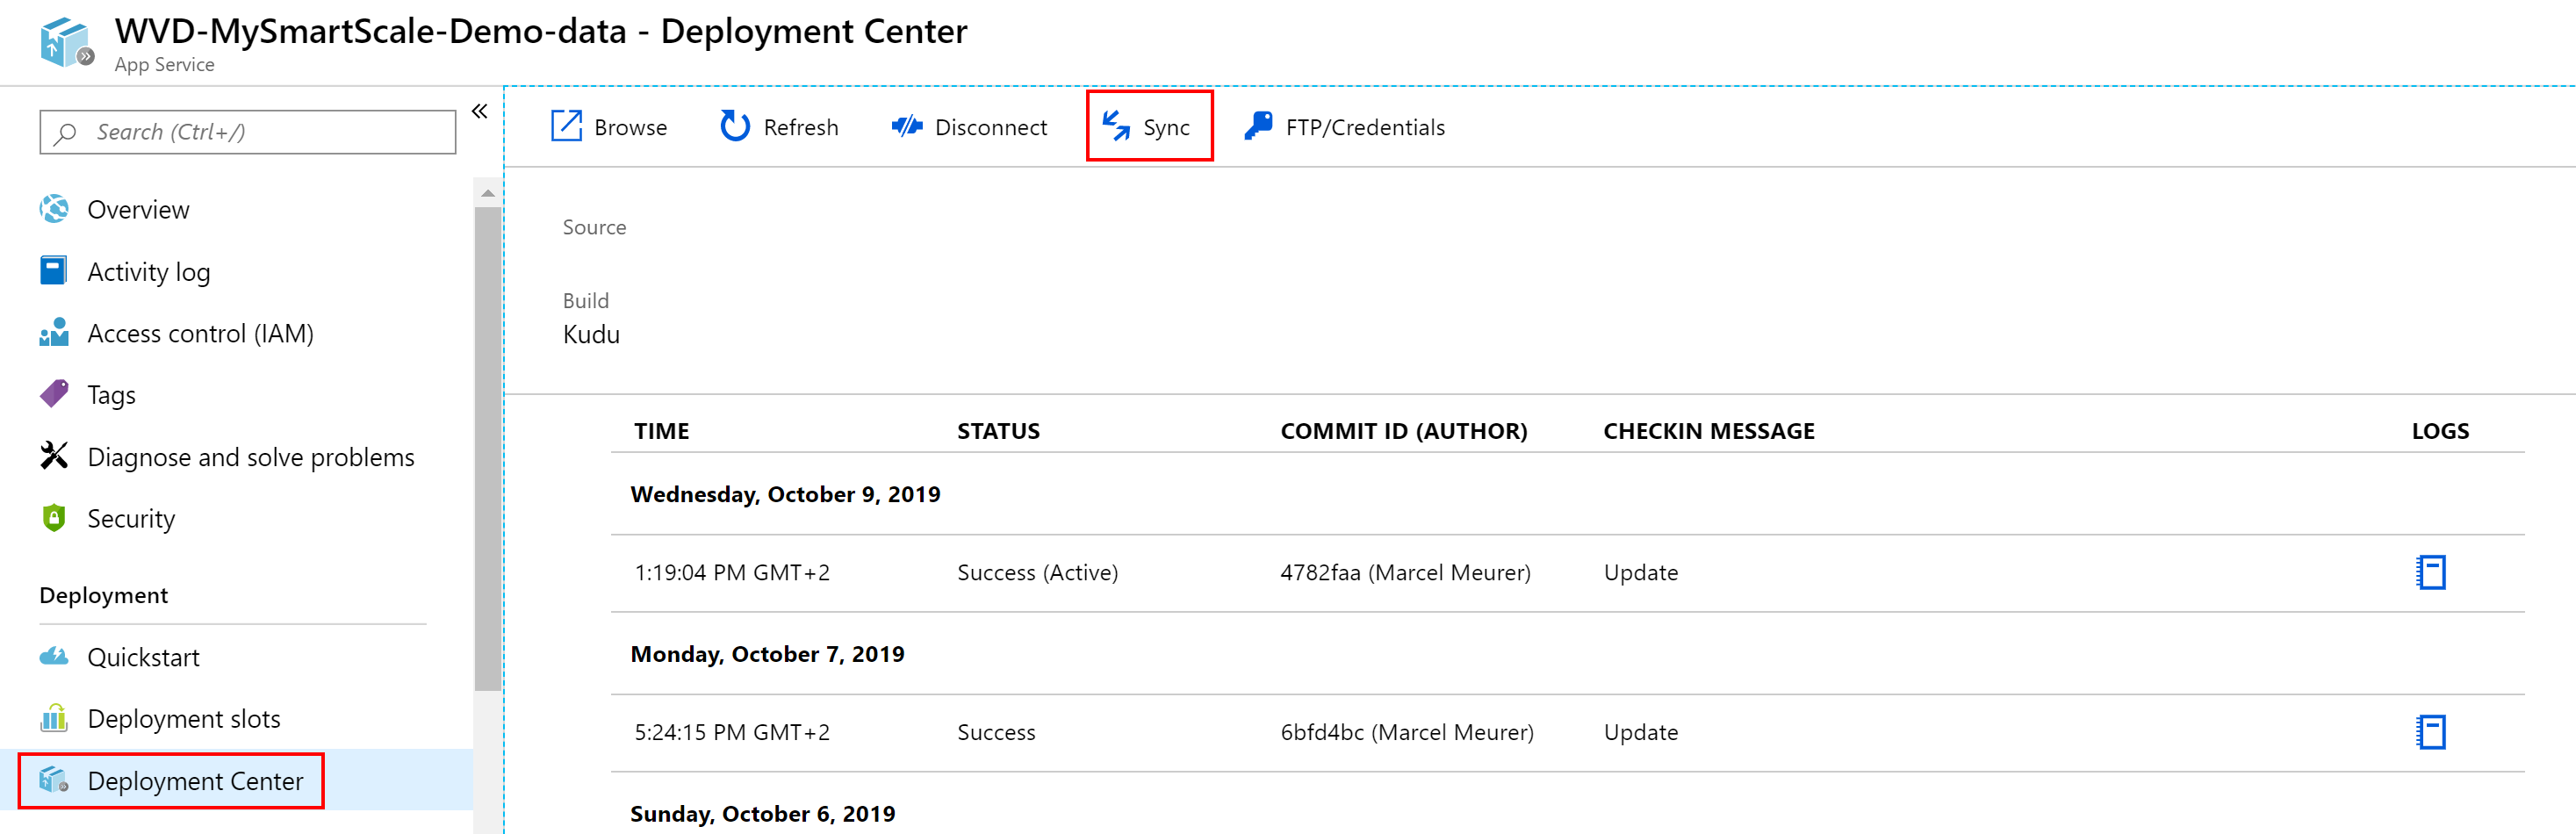 WVD-MySmartScale-Demo-data - Deployment Center
App Service
Search (Ctrl+/)
Overview
Activity log
Access control (IAM)
Tags
Diagnose and solve problems
Security
Deployment
Quickstart
Deployment slots
Deployment Center
Browse Refresh Disconnect Sync FTP/Credentials
Source
Build
Kudu
TIME STATUS COMMIT ID (AUTHOR) CHECKIN MESSAGE LOGS
Wednesday, October 9, 2019
1:19:04 PM GMT+2 Success (Active) 4782faa (Marcel Meurer) Update
Monday, October 7, 2019
5:24:15 PM GMT+2 Success 6bfd4bc (Marcel Meurer) Update
Sunday, October 6, 2019